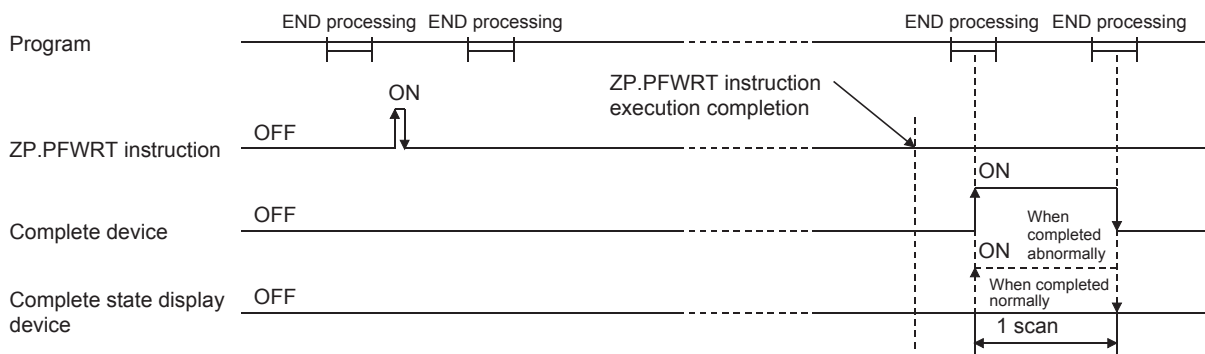 END processing END processing END processing END processing
Program
ZP.PFWRT instruction
execution completion
ON
OFF
ZP.PFWRT instruction
ON
OFF
Complete device
When
completed
abnormally
ON
OFF
When completed
normally
Complete state display
device
1 scan